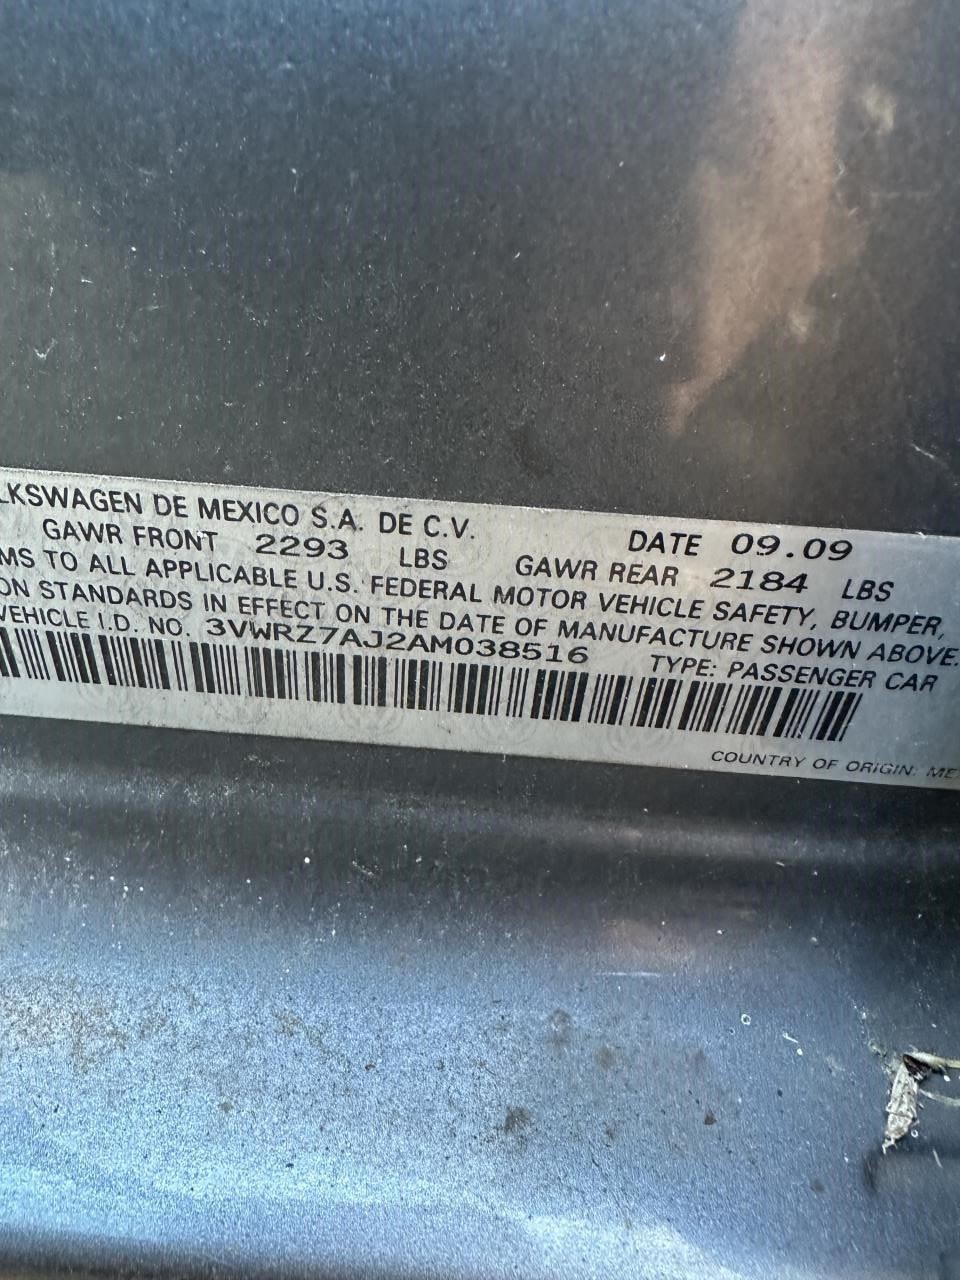 LKSWAGEN DE MEXICO S.A. DE C.V. DATE 09.09
GAWR FRONT 2293 LBS GAWR REAR 2184 LBS
MS TO ALL APPLICABLE U.S. FEDERAL MOTOR VEHICLE SAFETY, BUMPER,
ON STANDARDS IN EFFECT ON THE DATE OF MANUFACTURE SHOWN ABOVE.
VEHICLE I.D. NO. 3VWRZ7AJ2AM038516 TYPE: PASSENGER CAR
COUNTRY OF ORIGIN: ME